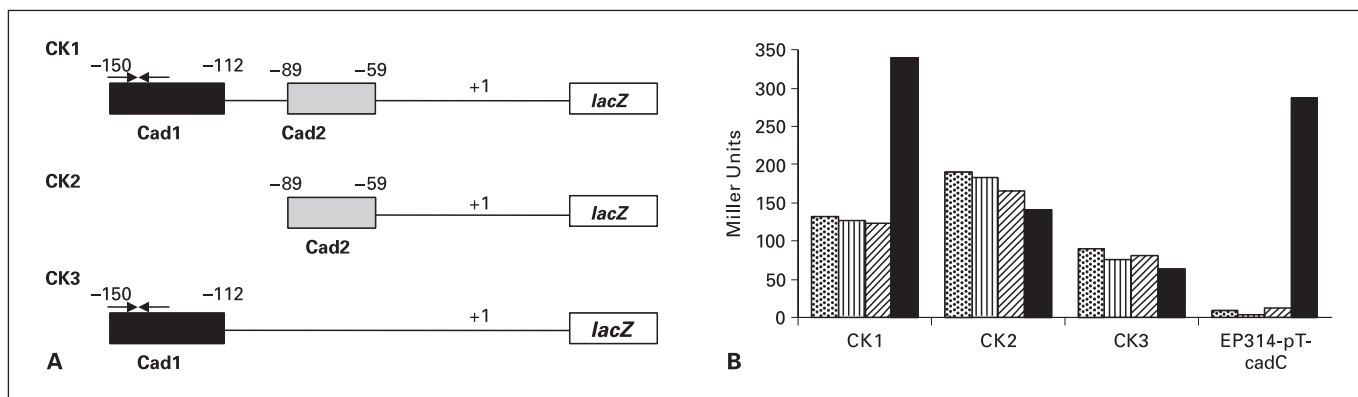 CK1
–150
–112
–89
–59
+1
lacZ
Cad1
Cad2
CK2
–89
–59
+1
lacZ
Cad2
CK3
–150
–112
+1
lacZ
Cad1
A
Miller Units
350
300
250
200
150
100
50
0
CK1
CK2
CK3
EP314-pT-
cadC
B